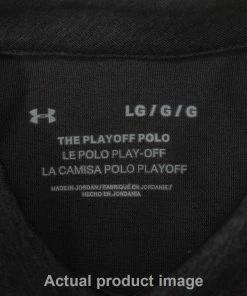 LG / G / G
THE PLAYOFF POLO
LE POLO PLAY-OFF
LA CAMISA POLO PLAYOFF
MADE IN JORDAN / FABRIQUÉ EN JORDANIE /
HECHO EN JORDANIA
Actual product image